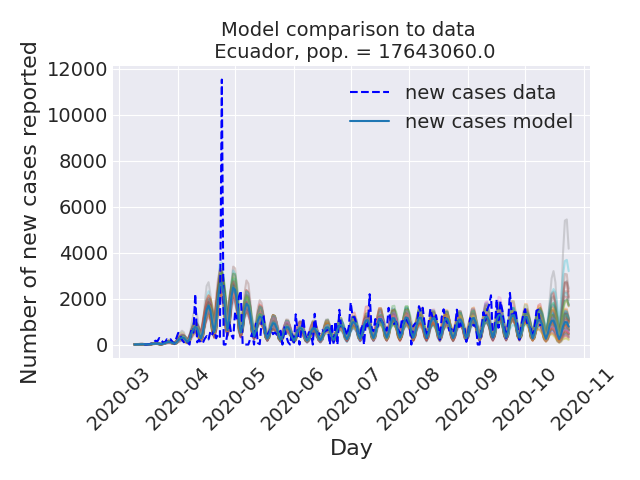 Model comparison to data
Ecuador, pop. = 17643060.0
Number of new cases reported
12000
10000
8000
6000
4000
2000
0
new cases data
new cases model
2020-03
2020-04
2020-05
2020-06
2020-07
2020-08
2020-09
2020-10
2020-11
Day